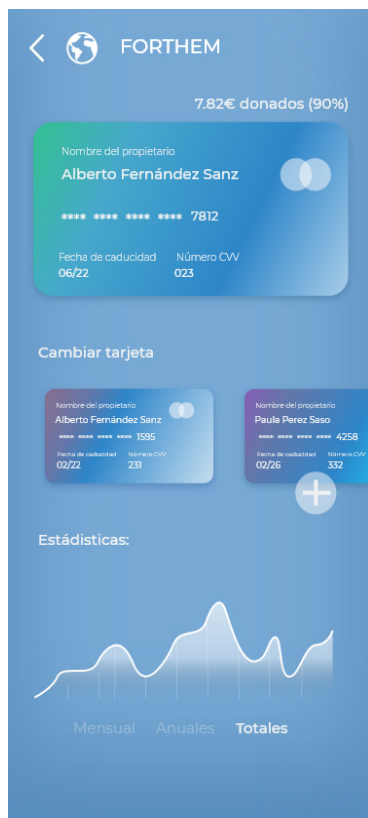 FORTHEM
7.82€ donados (90%)
Nombre del propietario
Alberto Fernández Sanz
**** **** **** **** 7812
Fecha de caducidad Número CVV
06/22 023
Cambiar tarjeta
Nombre del propietario
Alberto Fernández Sanz
**** **** **** **** 1595
Fecha de caducidad Número CVV
02/22 231
Nombre del propietario
Paula Perez Saso
**** **** **** **** 4258
Fecha de caducidad Número CVV
02/26 332
Estádisticas:
Mensual Anuales Totales